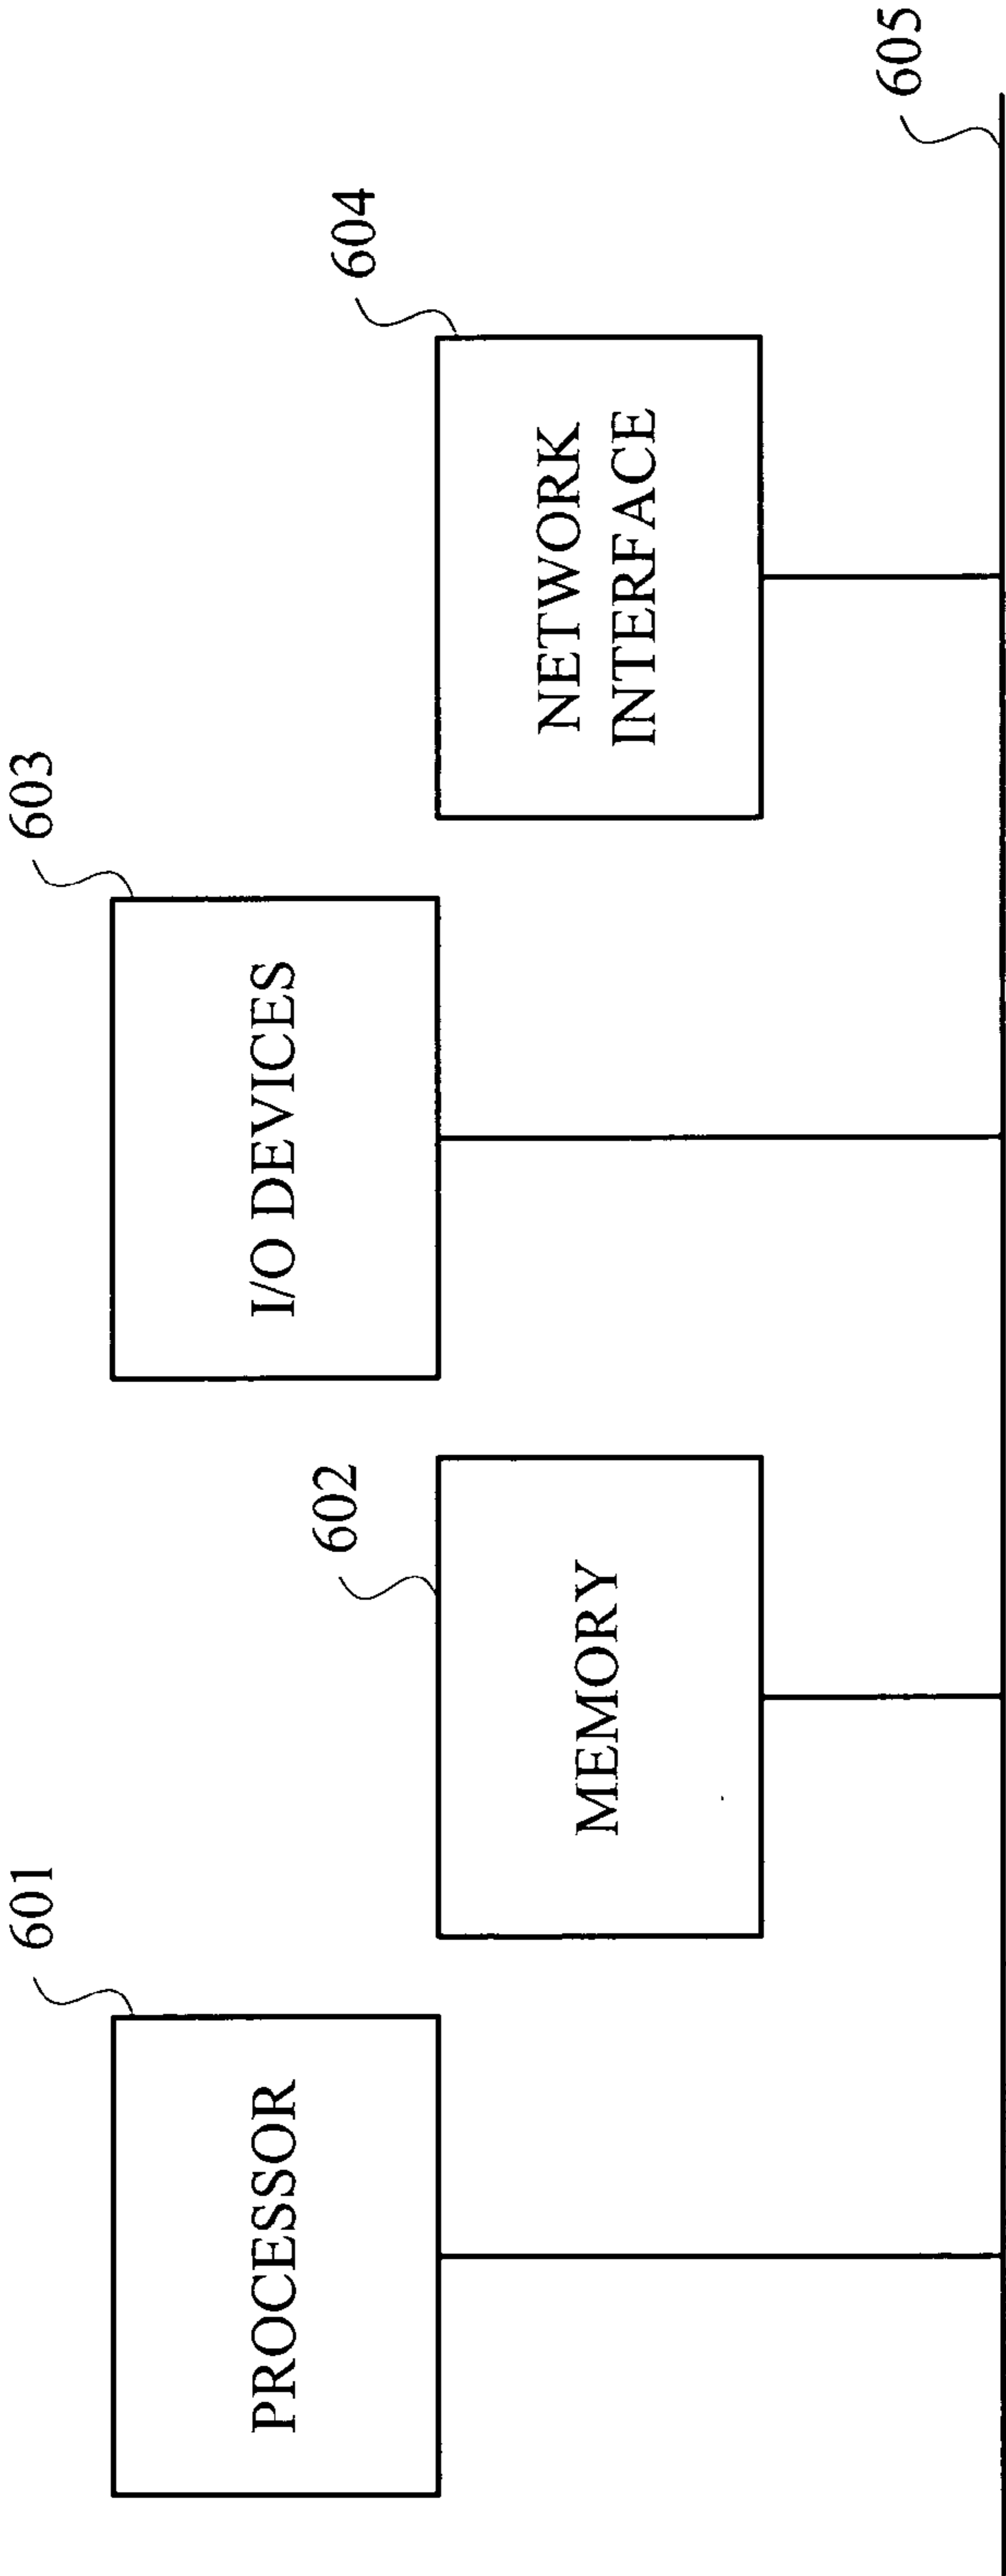 601
PROCESSOR
602
MEMORY
603
I/O DEVICES
604
NETWORK
INTERFACE
605